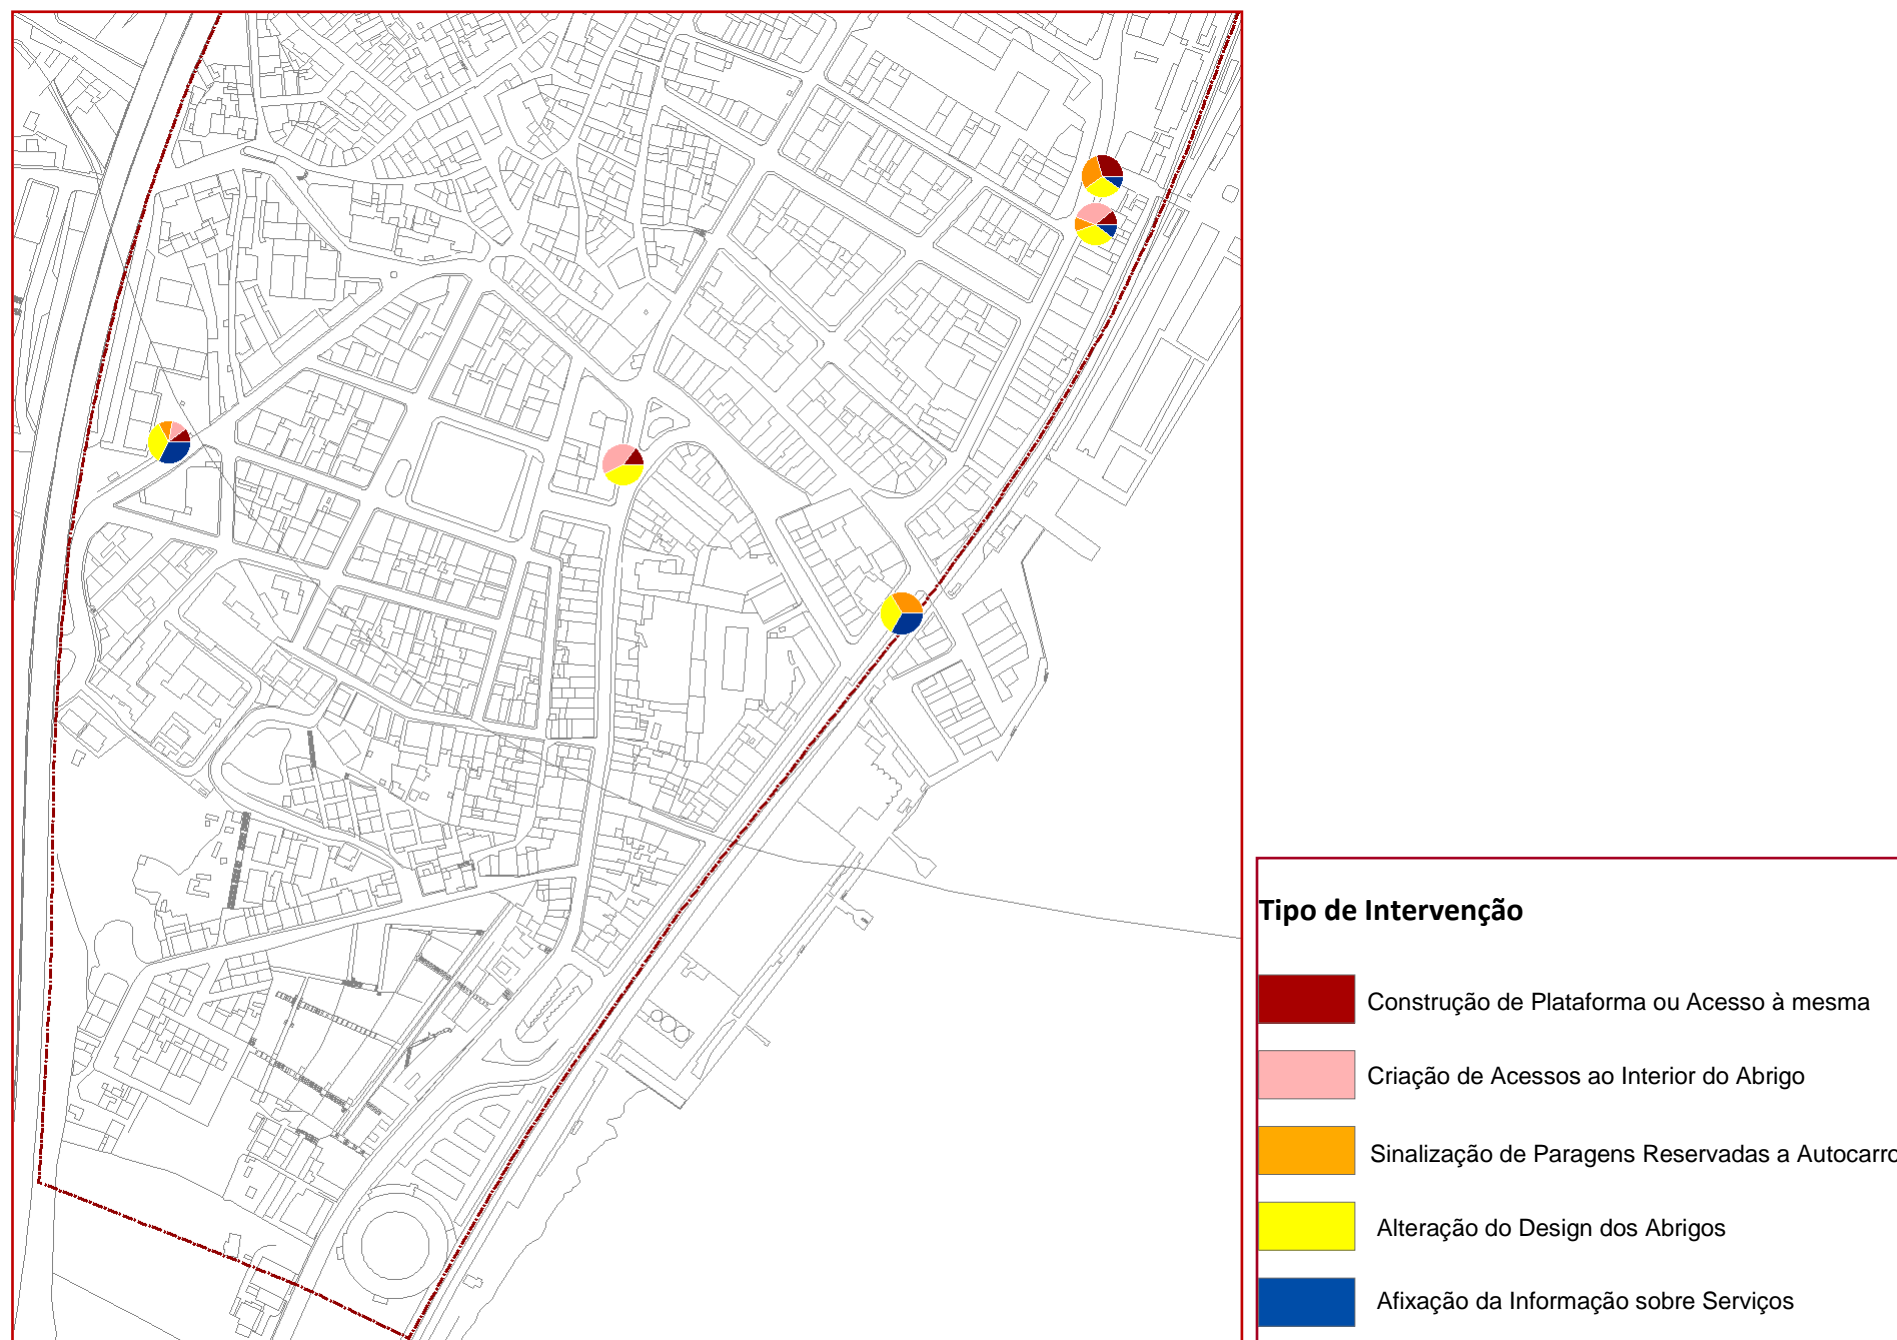 Tipo de Intervenção
Construção de Plataforma ou Acesso à mesma
Criação de Acessos ao Interior do Abrigo
Sinalização de Paragens Reservadas a Autocarro
Alteração do Design dos Abrigos
Afixação da Informação sobre Serviços